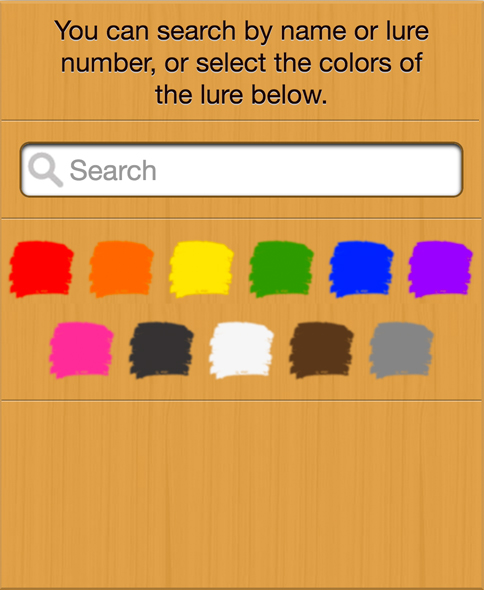 You can search by name or lure
number, or select the colors of
the lure below.
Search